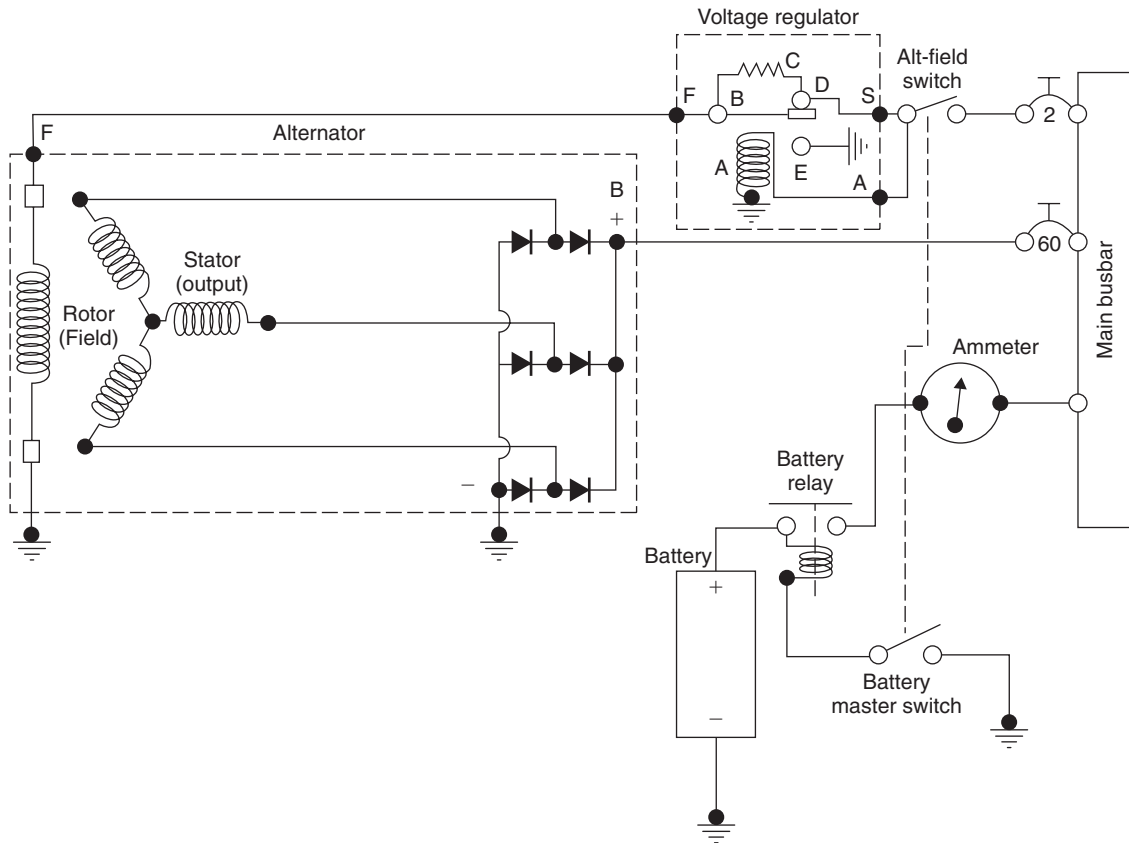 Voltage regulator
Alt-field
switch
C
D
F
B
S
2
F
Alternator
A
E
A
B
+
60
Stator
(output)
Rotor
(Field)
Main busbar
Ammeter
−
Battery
relay
Battery
+
−
Battery
master switch